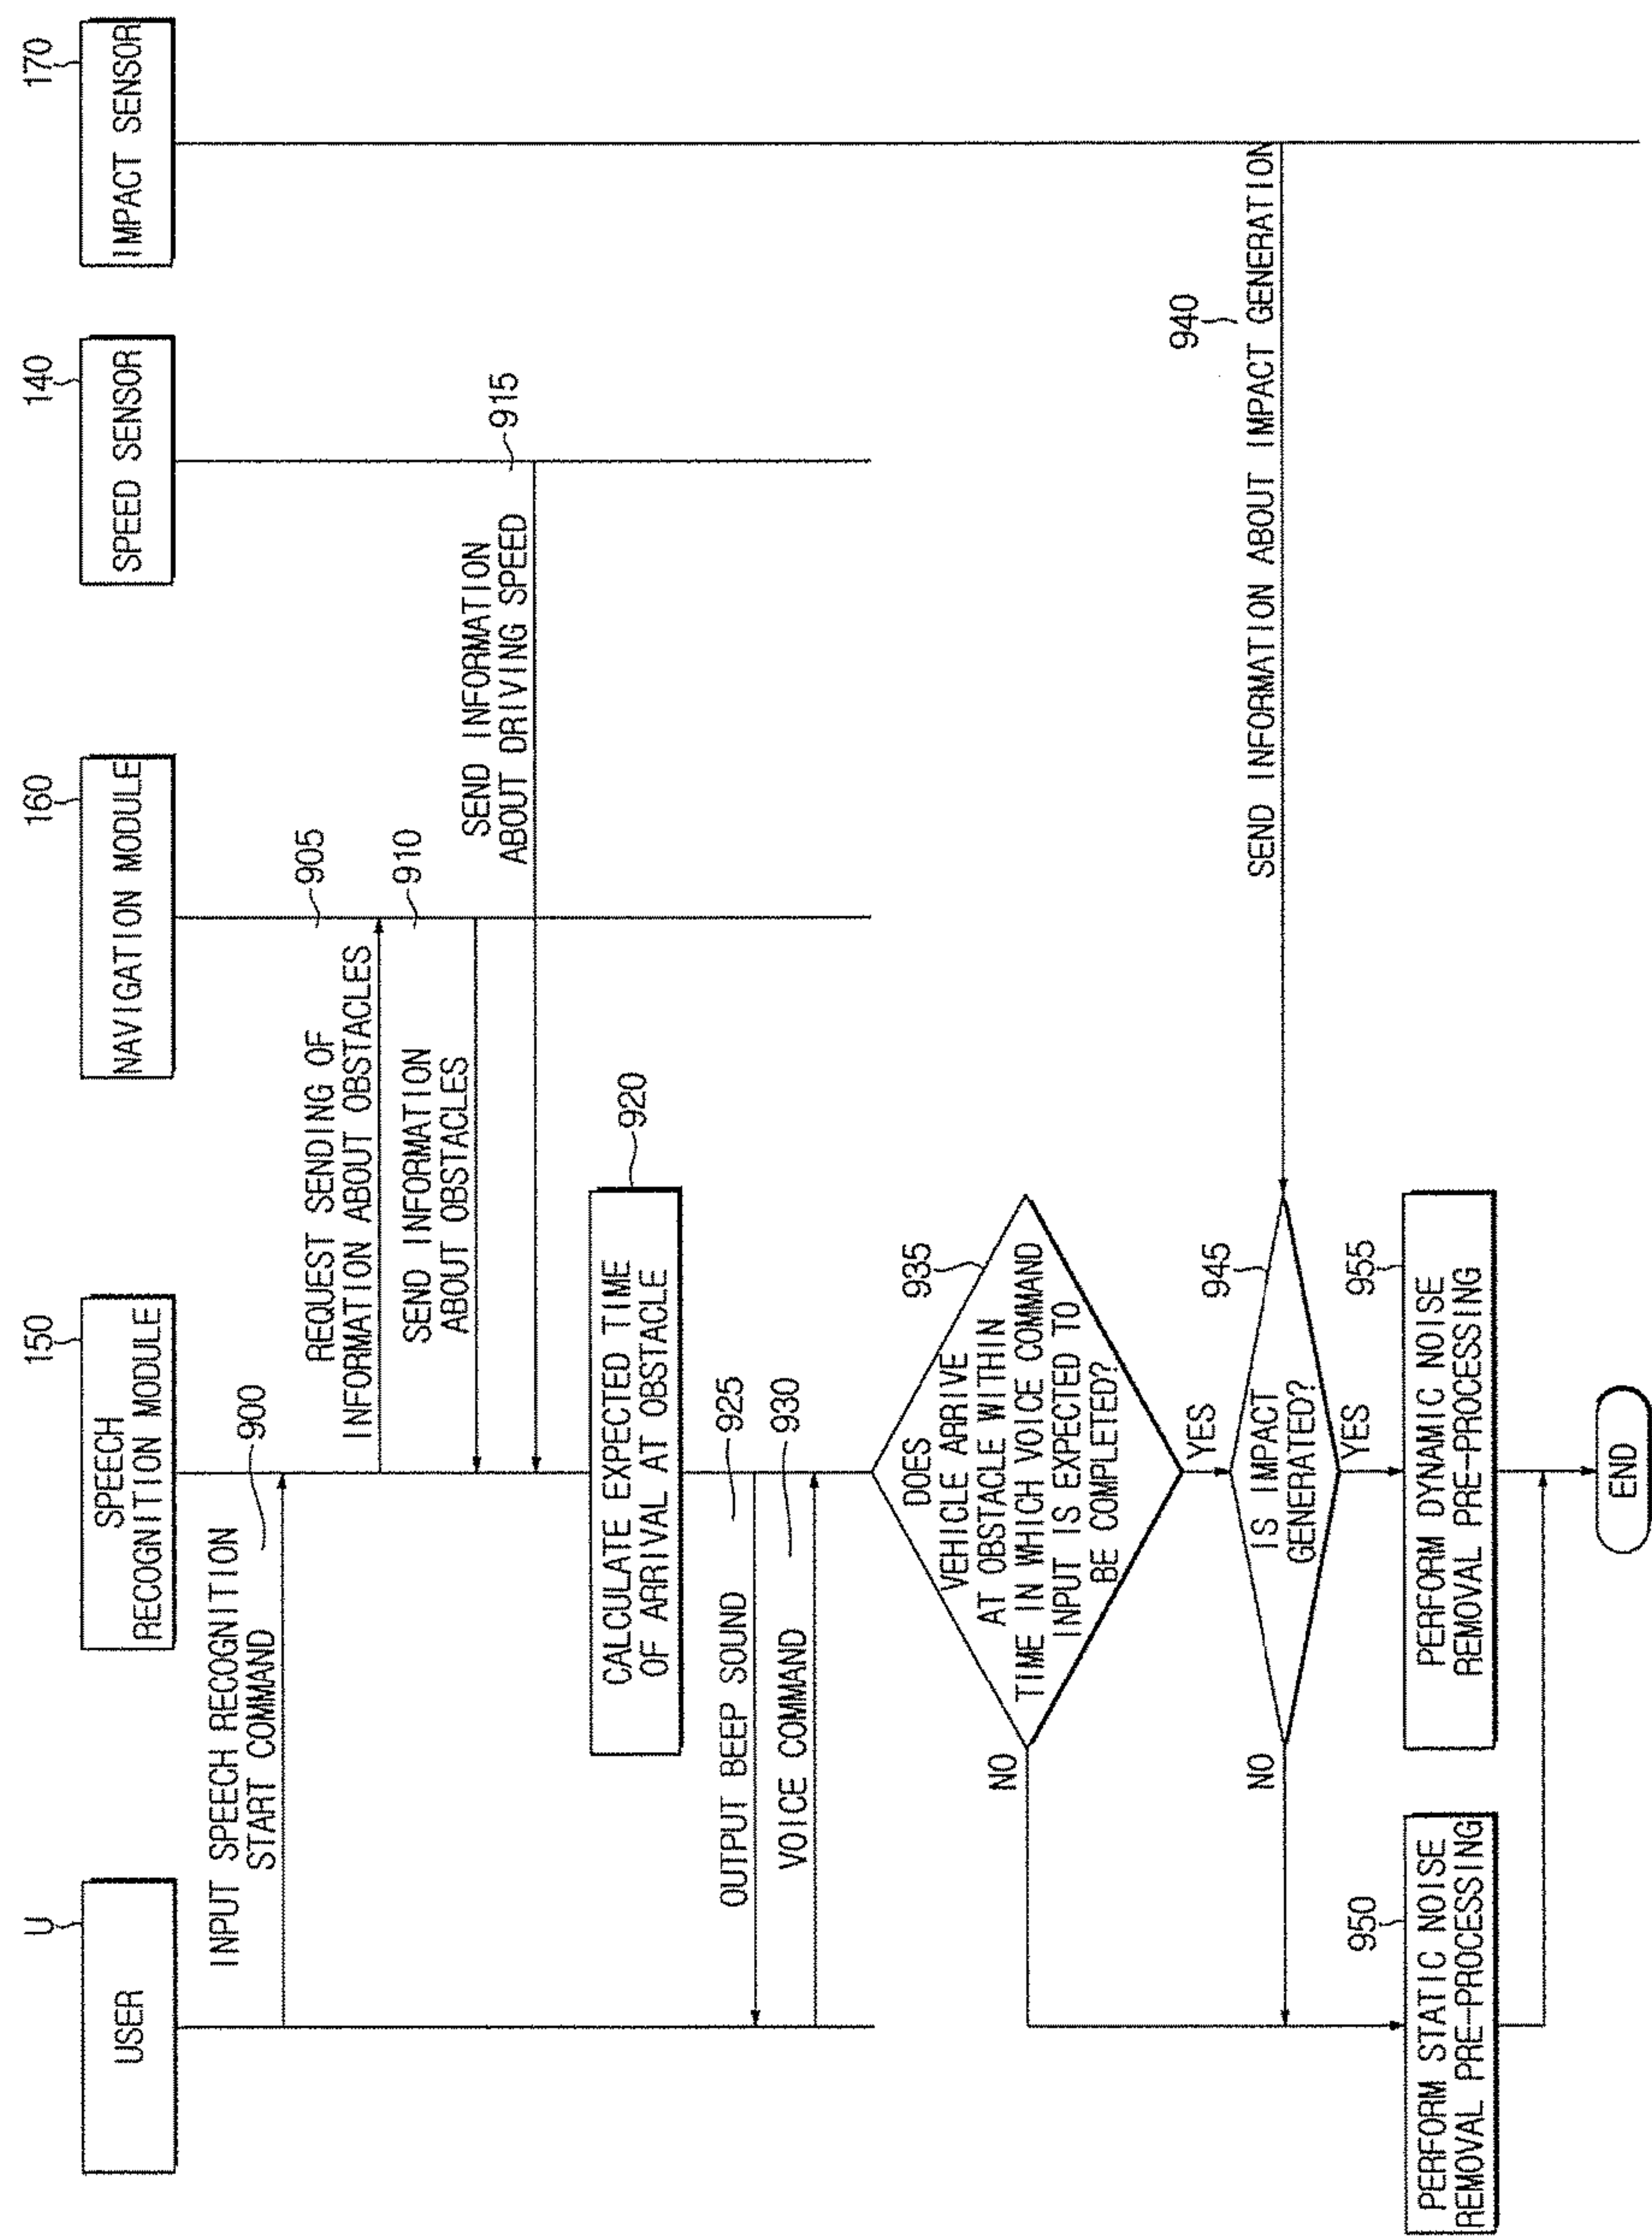 U
USER
150
SPEECH
RECOGNITION MODULE
160
NAVIGATION MODULE
140
SPEED SENSOR
170
IMPACT SENSOR
INPUT SPEECH RECOGNITION
START COMMAND
900
REQUEST SENDING OF
INFORMATION ABOUT OBSTACLES
905
SEND INFORMATION
ABOUT OBSTACLES
910
SEND INFORMATION
ABOUT DRIVING SPEED
915
CALCULATE EXPECTED TIME
OF ARRIVAL AT OBSTACLE
920
OUTPUT BEEP SOUND
925
VOICE COMMAND
930
DOES
VEHICLE ARRIVE
AT OBSTACLE WITHIN
TIME IN WHICH VOICE COMMAND
INPUT IS EXPECTED TO
BE COMPLETED?
935
NO
YES
940
SEND INFORMATION ABOUT IMPACT GENERATION
IS IMPACT
GENERATED?
945
NO
YES
950
PERFORM STATIC NOISE
REMOVAL PRE-PROCESSING
PERFORM DYNAMIC NOISE
REMOVAL PRE-PROCESSING
955
END